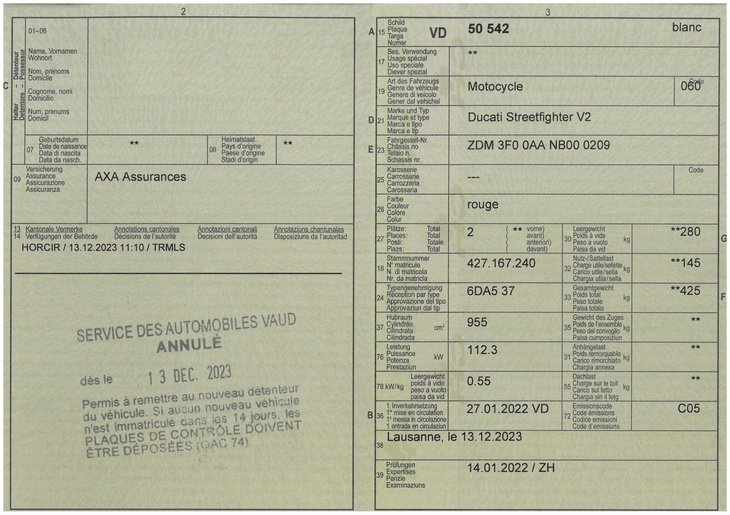 2
01–06
Name, Vornamen
Wohnort
Nom, prénoms
Domicile
Cognome, nomi
Domicilio
Num, prenums
Domicil
C
Halter – Détenteur
Detentore – Possessur
07
Geburtsdatum
Date de naissance
Data di nascita
Data da nasch.
**
08
Heimatstaat
Pays d'origine
Paese d'origine
Stadi d'origin
**
09
Versicherung
Assurance
Assicurazione
Assicuranza
AXA Assurances
13 Kantonale Vermerke Annotations cantonales Annotazioni cantonali Annotaziuns chantunalas
14 Verfügungen der Behörde Décisions de l'autorité Decisioni dell'autorità Disposiziuns da l'autoritad
HORCIR / 13.12.2023 11:10 / TRMLS
SERVICE DES AUTOMOBILES VAUD
ANNULÉ
dès le 13 DEC. 2023
Permis à remettre au nouveau détenteur
du véhicule. Si aucun nouveau véhicule
n'est immatriculé dans les 14 jours, les
PLAQUES DE CONTRÔLE DOIVENT
ÊTRE DÉPOSÉES (OAC 74)
3
A 15
Schild
Plaque
Targa
Numer
VD 50 542 blanc
17
Bes. Verwendung
Usage spécial
Uso speciale
Diever spezial
**
19
Art des Fahrzeugs
Genre de véhicule
Genere di veicolo
Gener dal vehichel
Motocycle
Code
060
D 21
Marke und Typ
Marque et type
Marca e tipo
Marca e tip
Ducati Streetfighter V2
E 23
Fahrgestell-Nr.
Châssis no
Telaio n.
Schassis nr.
ZDM 3F0 0AA NB00 0209
25
Karosserie
Carrosserie
Carrozzeria
Carossaria
---
Code
26
Farbe
Couleur
Colore
Colur
rouge
27
Plätze: Total
Places: Total
Posti: Totale
Plazs: Total
2
** vorne)
avant)
anteriori)
davant)
30
Leergewicht
Poids à vide
Peso a vuoto
Paisa da vid
kg
**280
G
18
Stammnummer
N° matricule
N. di matricola
Nr. da matricla
427.167.240
32
Nutz-/Sattellast
Charge utile/sellette
Carico utile/sella
Chargia utila/sella
kg
**145
24
Typengenehmigung
Réception par type
Approvazione del tipo
Approvaziun dal tip
6DA5 37
33
Gesamtgewicht
Poids total
Peso totale
Paisa totala
kg
**425
F
37
Hubraum
Cylindrée
Cilindrata
Cilindrada
cm³
955
35
Gewicht des Zuges
Poids de l'ensemble
Peso del convoglio
Paisa cumposiziun
kg
**
76
Leistung
Puissance
Potenza
Prestaziun
kW
112.3
31
Anhängelast
Poids remorquable
Carico rimorchiato
Chargia annexa
kg
**
78 kW/kg
Leergewicht
poids à vide
peso a vuoto
paisa da vid
0.55
55
Dachlast
Charge sur le toit
Carico sul tetto
Chargia sin il tetg
kg
**
B 36
1. Inverkehrsetzung
1re mise en circulation
1a messa in circolazione
1. entrada en circulaziun
27.01.2022 VD
72
Emissionscode
Code émissions
Codice emissioni
Code d'emissiuns
C05
38
Lausanne, le 13.12.2023
39
Prüfungen
Expertises
Perizie
Examinaziuns
14.01.2022 / ZH